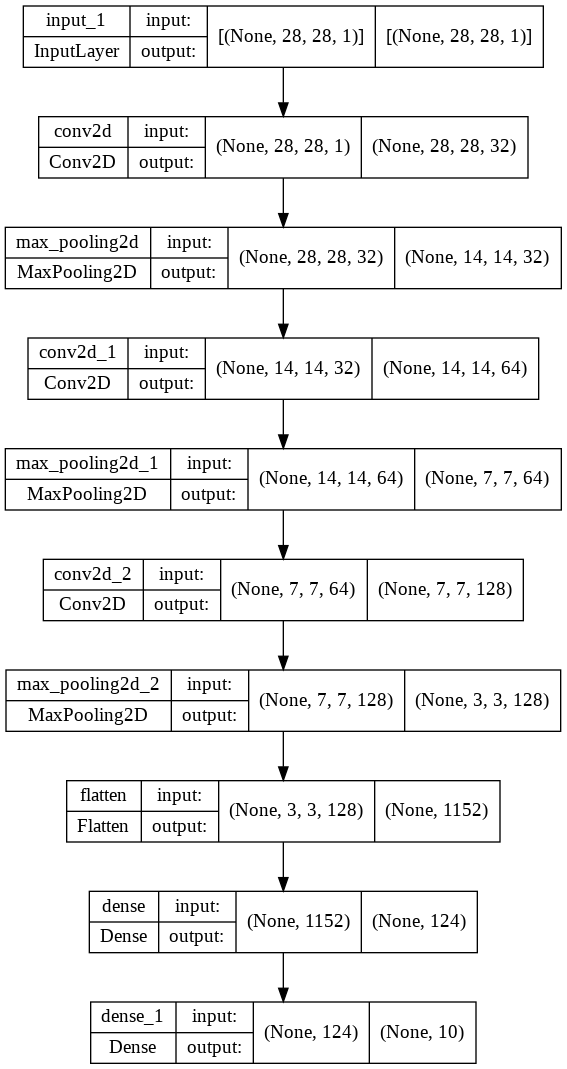 input_1 input: [(None, 28, 28, 1)] [(None, 28, 28, 1)]
InputLayer output:
conv2d input: (None, 28, 28, 1) (None, 28, 28, 32)
Conv2D output:
max_pooling2d input: (None, 28, 28, 32) (None, 14, 14, 32)
MaxPooling2D output:
conv2d_1 input: (None, 14, 14, 32) (None, 14, 14, 64)
Conv2D output:
max_pooling2d_1 input: (None, 14, 14, 64) (None, 7, 7, 64)
MaxPooling2D output:
conv2d_2 input: (None, 7, 7, 64) (None, 7, 7, 128)
Conv2D output:
max_pooling2d_2 input: (None, 7, 7, 128) (None, 3, 3, 128)
MaxPooling2D output:
flatten input: (None, 3, 3, 128) (None, 1152)
Flatten output:
dense input: (None, 1152) (None, 124)
Dense output:
dense_1 input: (None, 124) (None, 10)
Dense output: